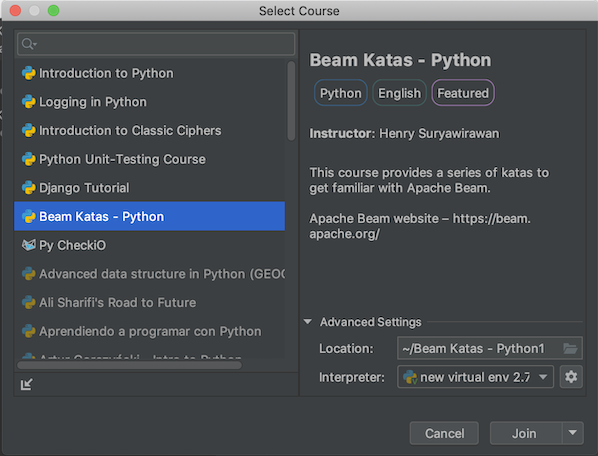 Select Course
Introduction to Python
Logging in Python
Introduction to Classic Ciphers
Python Unit-Testing Course
Django Tutorial
Beam Katas - Python
Py CheckiO
Advanced data structure in Python (GEOG
Ali Sharifi's Road to Future
Aprendiendo a programar con Python
Beam Katas - Python
Python English Featured
Instructor: Henry Suryawirawan
This course provides a series of katas to
get familiar with Apache Beam.
Apache Beam website – https://beam.
apache.org/
Advanced Settings
Location: ~/Beam Katas - Python1
Interpreter: new virtual env 2.7
Cancel Join